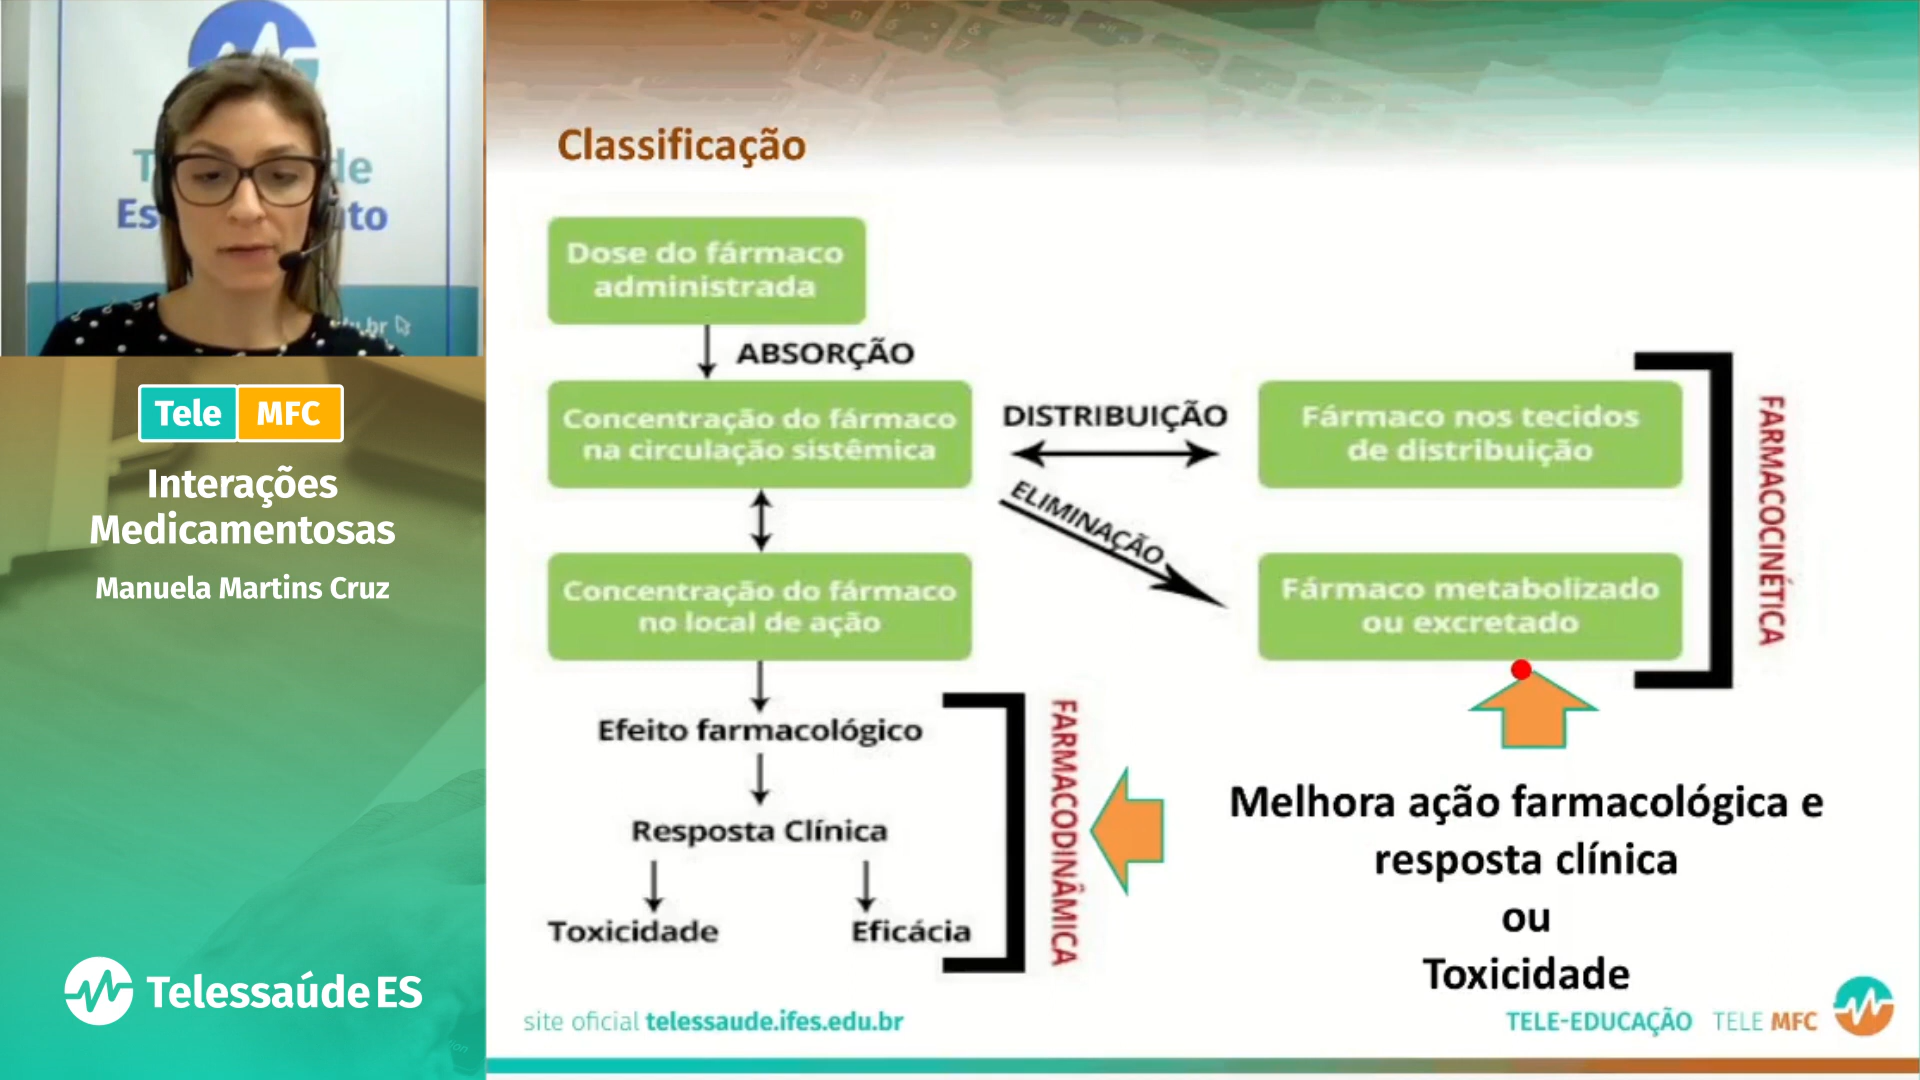 Tele MFC
Interações
Medicamentosas
Manuela Martins Cruz
TelessaúdeES
Classificação
Dose do fármaco
administrada
ABSORÇÃO
Concentração do fármaco
na circulação sistêmica
DISTRIBUIÇÃO
Fármaco nos tecidos
de distribuição
ELIMINAÇÃO
Concentração do fármaco
no local de ação
Fármaco metabolizado
ou excretado
FARMACOCINÉTICA
Efeito farmacológico
Resposta Clínica
Toxicidade
Eficácia
FARMACODINÂMICA
Melhora ação farmacológica e
resposta clínica
ou
Toxicidade
site oficial telessaude.ifes.edu.br
TELE-EDUCAÇÃO TELE MFC